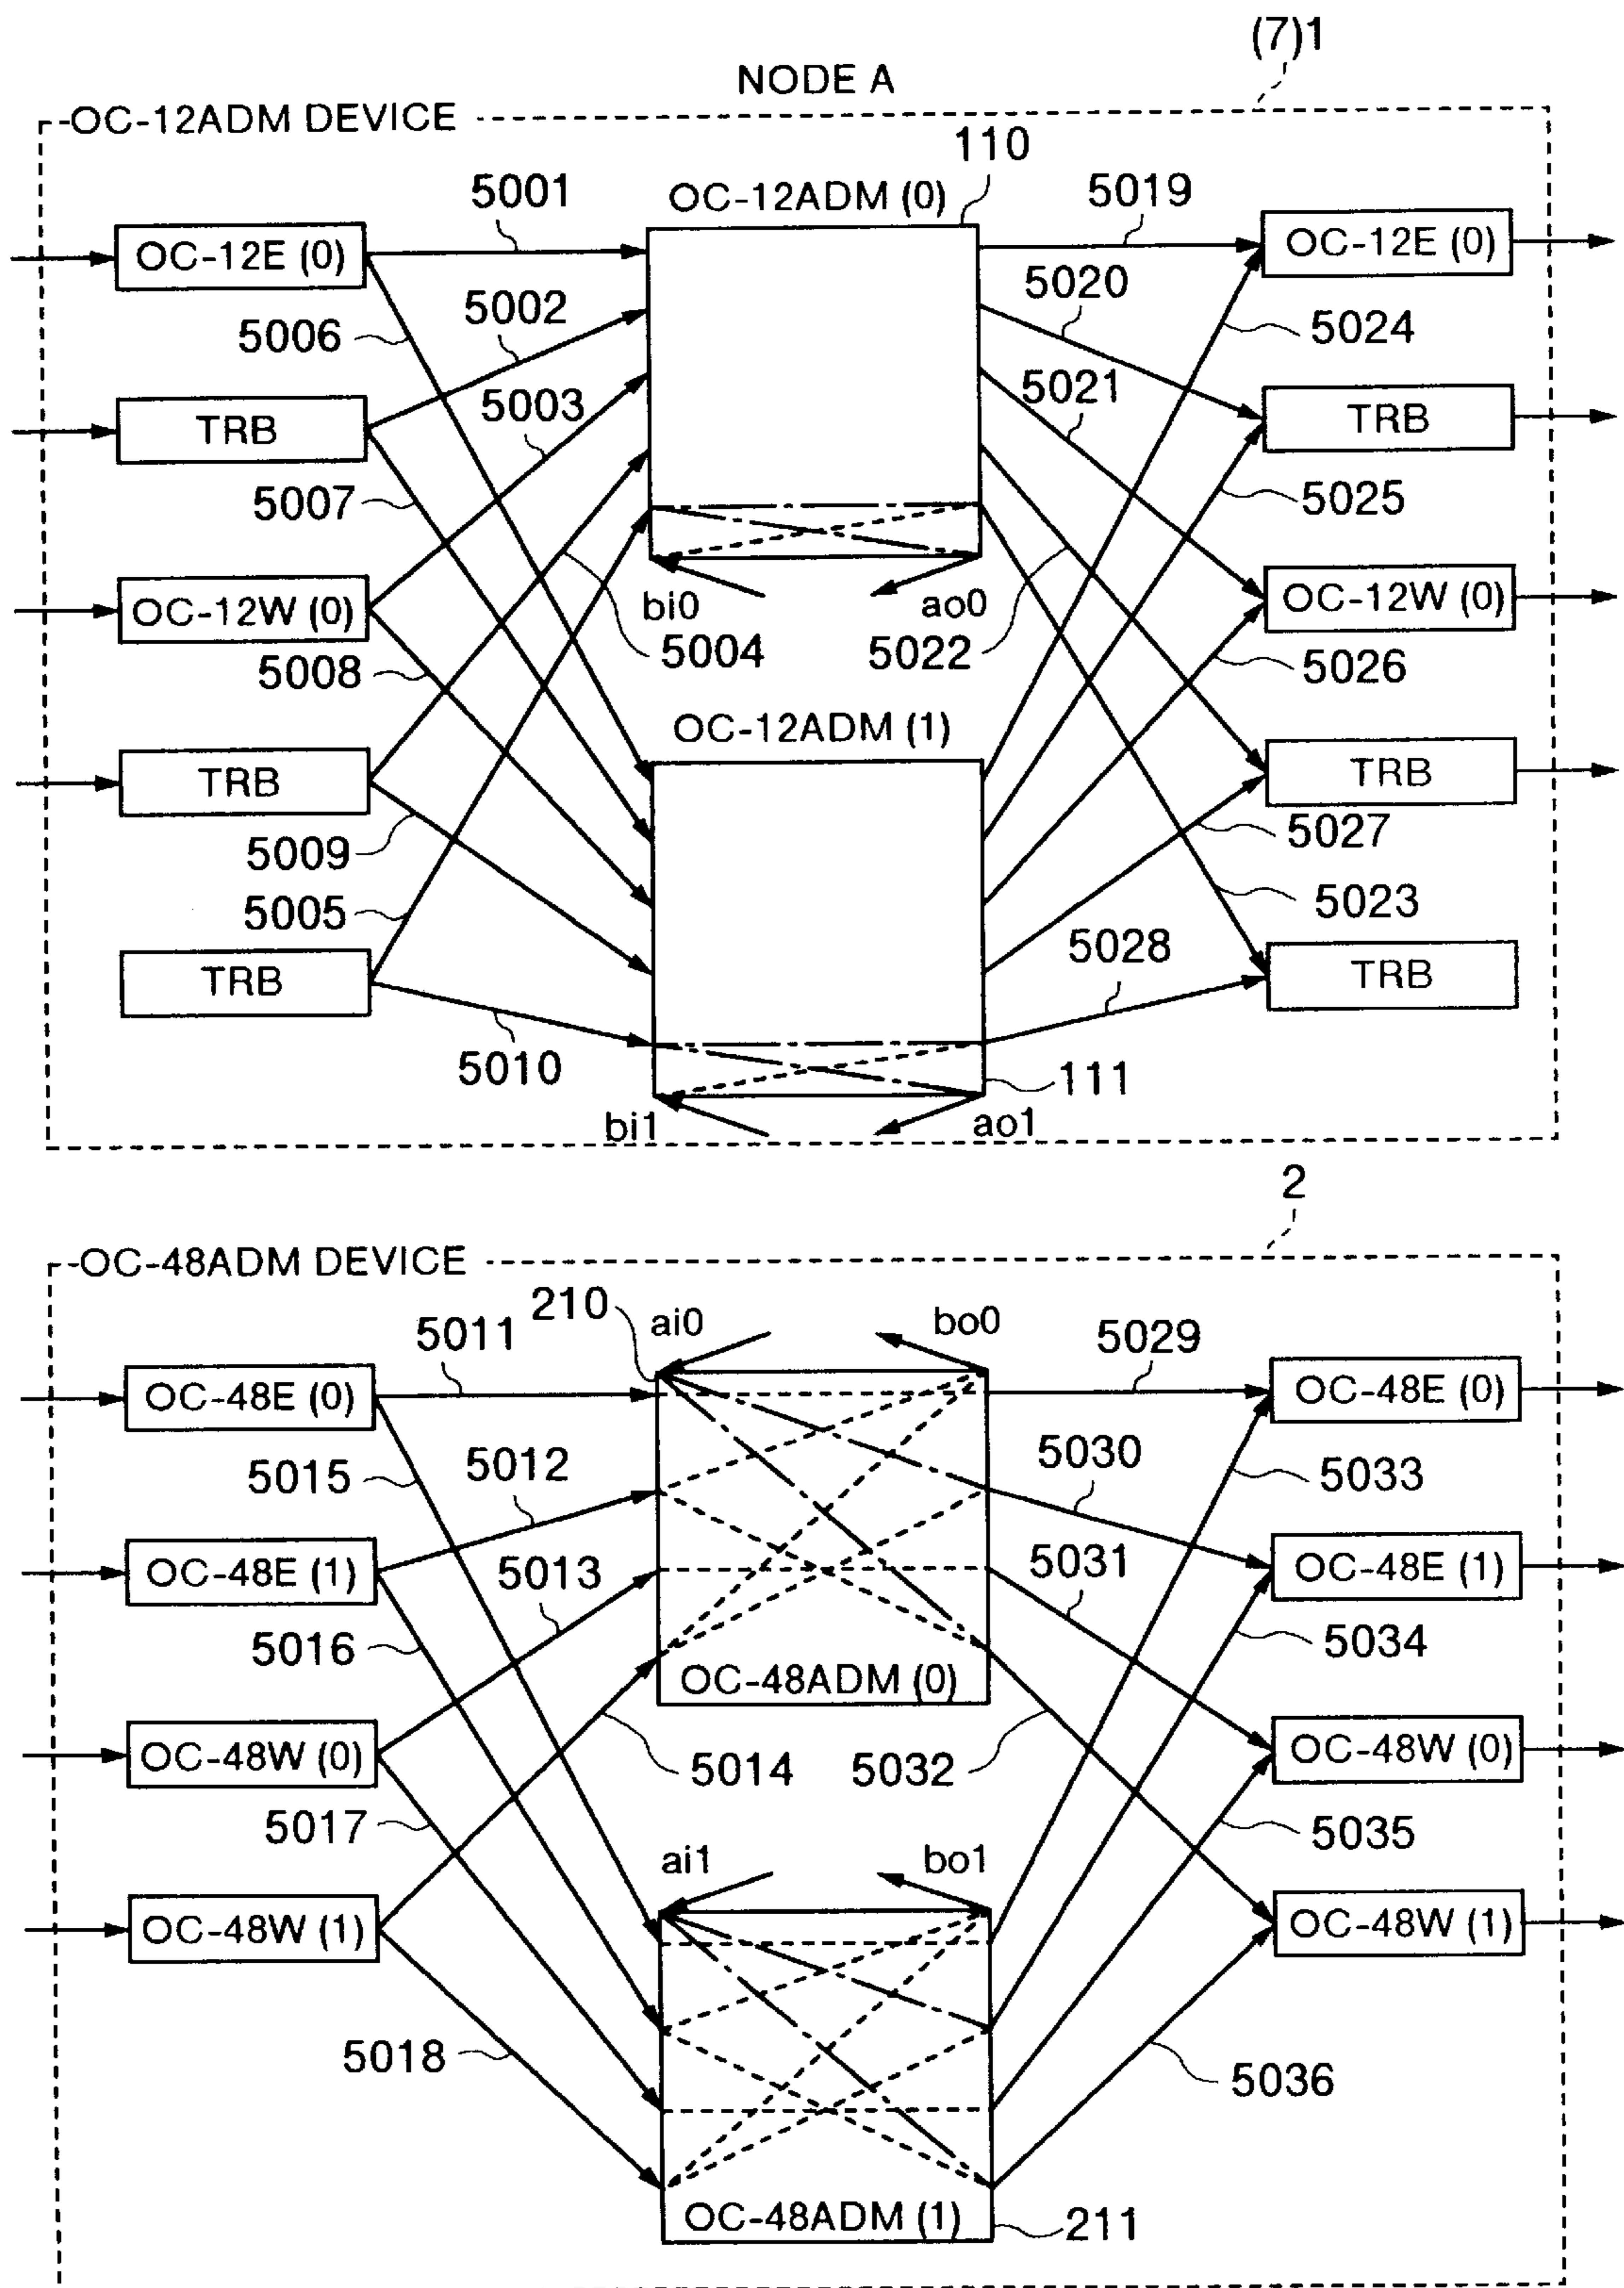 (7)1
NODE A
OC-12ADM DEVICE
110
5001
OC-12ADM (0)
5019
OC-12E (0)
OC-12E (0)
5002
5020
5006
5024
5003
5021
TRB
TRB
5007
5025
OC-12W (0)
bi0
ao0
OC-12W (0)
5004
5022
5008
5026
OC-12ADM (1)
TRB
TRB
5009
5027
5005
5023
5028
TRB
TRB
5010
111
bi1
ao1
2
OC-48ADM DEVICE
210
ai0
bo0
5011
5029
OC-48E (0)
OC-48E (0)
5012
5030
5015
5033
OC-48E (1)
5013
5031
OC-48E (1)
5016
5034
OC-48ADM (0)
OC-48W (0)
5014
5032
OC-48W (0)
5017
5035
ai1
bo1
OC-48W (1)
OC-48W (1)
5018
5036
OC-48ADM (1)
211